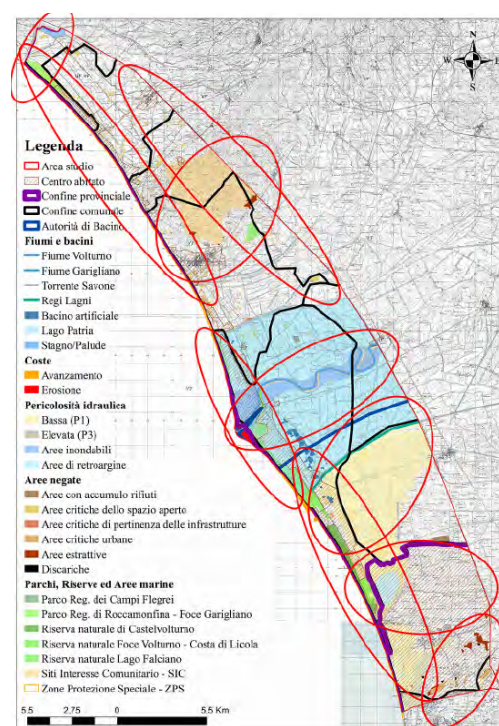 N
W E
S
Legenda
Area studio
Centro abitato
Confine provinciale
Confine comunale
Autorità di Bacino
Fiumi e bacini
Fiume Volturno
Fiume Garigliano
Torrente Savone
Regi Lagni
Bacino artificiale
Lago Patria
Stagno/Palude
Coste
Avanzamento
Erosione
Pericolosità idraulica
Bassa (P1)
Elevata (P3)
Aree inondabili
Aree di retroargine
Aree negate
Aree con accumulo rifiuti
Aree critiche dello spazio aperto
Aree critiche di pertinenza delle infrastrutture
Aree critiche urbane
Aree estrattive
Discariche
Parchi, Riserve ed Aree marine
Parco Reg. dei Campi Flegrei
Parco Reg. di Roccamonfina - Foce Garigliano
Riserva naturale di Castelvolturno
Riserva naturale Foce Volturno - Costa di Licola
Riserva naturale Lago Falciano
Siti Interesse Comunitario - SIC
Zone Protezione Speciale - ZPS
5.5 2.75 0 5.5 Km